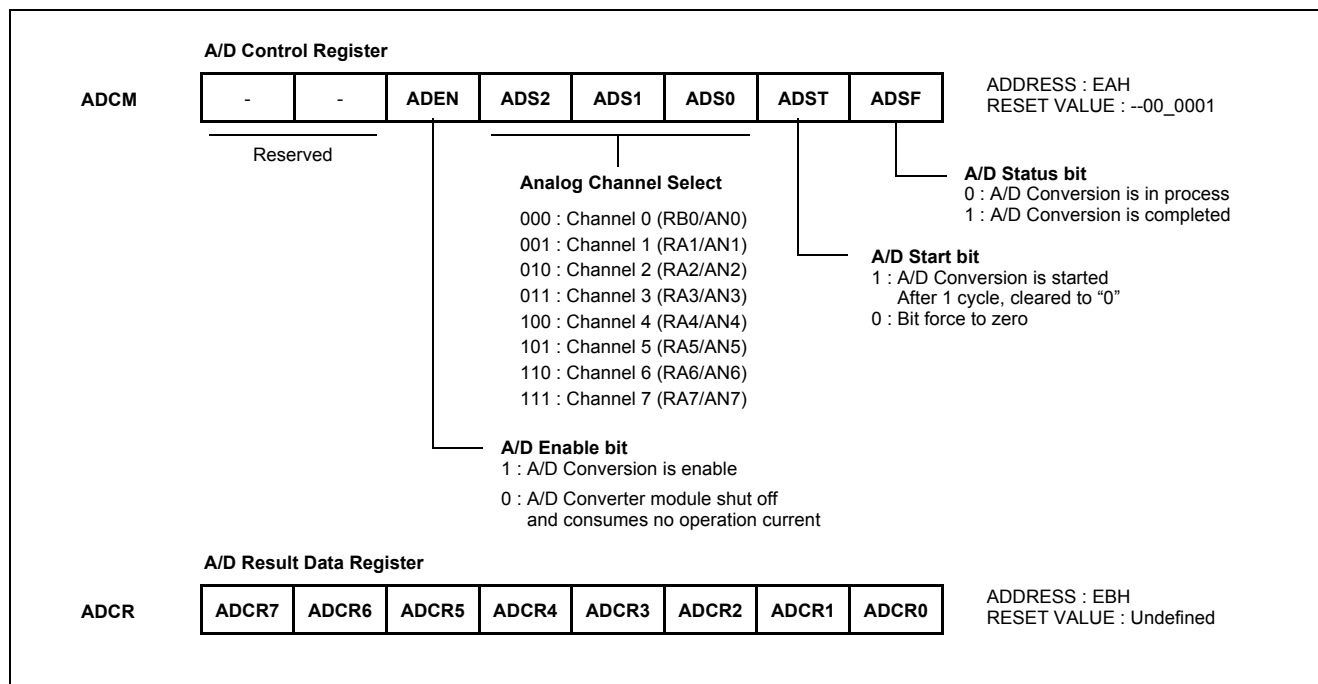 A/D Control Register
ADCM - - ADEN ADS2 ADS1 ADS0 ADST ADSF
ADDRESS : EAH
RESET VALUE : --00_0001
Reserved
A/D Status bit
0 : A/D Conversion is in process
1 : A/D Conversion is completed
Analog Channel Select
000 : Channel 0 (RB0/AN0)
001 : Channel 1 (RA1/AN1)
010 : Channel 2 (RA2/AN2)
011 : Channel 3 (RA3/AN3)
100 : Channel 4 (RA4/AN4)
101 : Channel 5 (RA5/AN5)
110 : Channel 6 (RA6/AN6)
111 : Channel 7 (RA7/AN7)
A/D Start bit
1 : A/D Conversion is started
After 1 cycle, cleared to “0”
0 : Bit force to zero
A/D Enable bit
1 : A/D Conversion is enable
0 : A/D Converter module shut off
and consumes no operation current
A/D Result Data Register
ADCR ADCR7 ADCR6 ADCR5 ADCR4 ADCR3 ADCR2 ADCR1 ADCR0
ADDRESS : EBH
RESET VALUE : Undefined